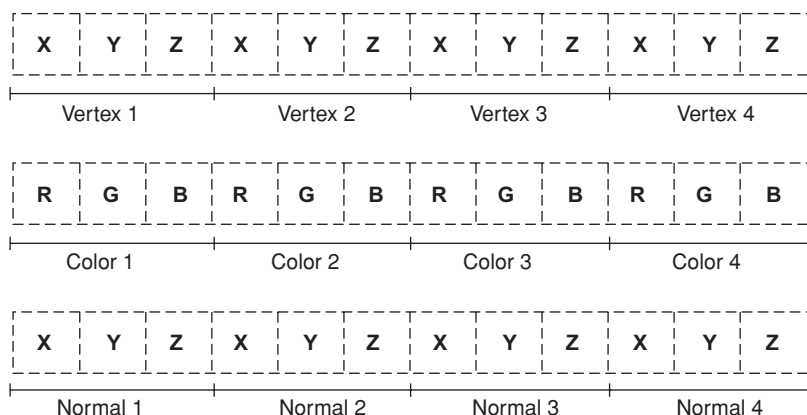 X Y Z X Y Z X Y Z X Y Z
Vertex 1 Vertex 2 Vertex 3 Vertex 4
R G B R G B R G B R G B
Color 1 Color 2 Color 3 Color 4
X Y Z X Y Z X Y Z X Y Z
Normal 1 Normal 2 Normal 3 Normal 4